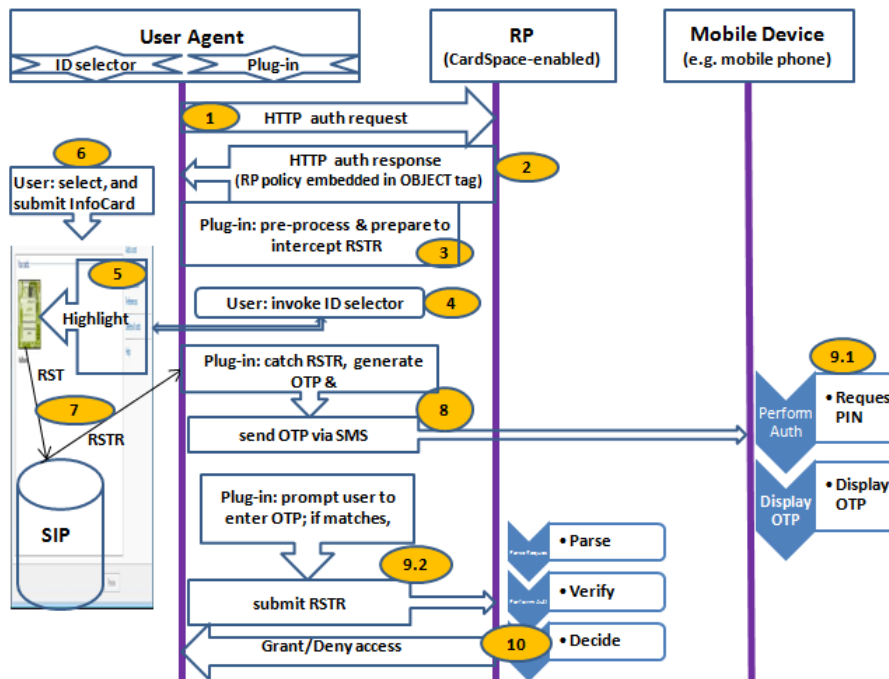 User Agent
ID selector
Plug-in
RP
(CardSpace-enabled)
Mobile Device
(e.g. mobile phone)
1
HTTP auth request
6
User: select, and
submit InfoCard
HTTP auth response
(RP policy embedded in OBJECT tag)
2
Plug-in: pre-process & prepare to
intercept RSTR
3
5
Highlight
User: invoke ID selector
4
RST
7
RSTR
SIP
Plug-in: catch RSTR, generate
OTP &
8
send OTP via SMS
9.1
Perform
Auth
•Reques
PIN
Display
OTP
•Display
OTP
Plug-in: prompt user to
enter OTP; if matches,
9.2
submit RSTR
•Parse
•Verify
•Decide
10
Grant/Deny access